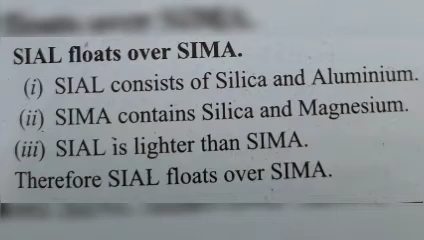 SIAL floats over SIMA.
(i) SIAL consists of Silica and Aluminium.
(ii) SIMA contains Silica and Magnesium.
(iii) SIAL is lighter than SIMA.
Therefore SIAL floats over SIMA.